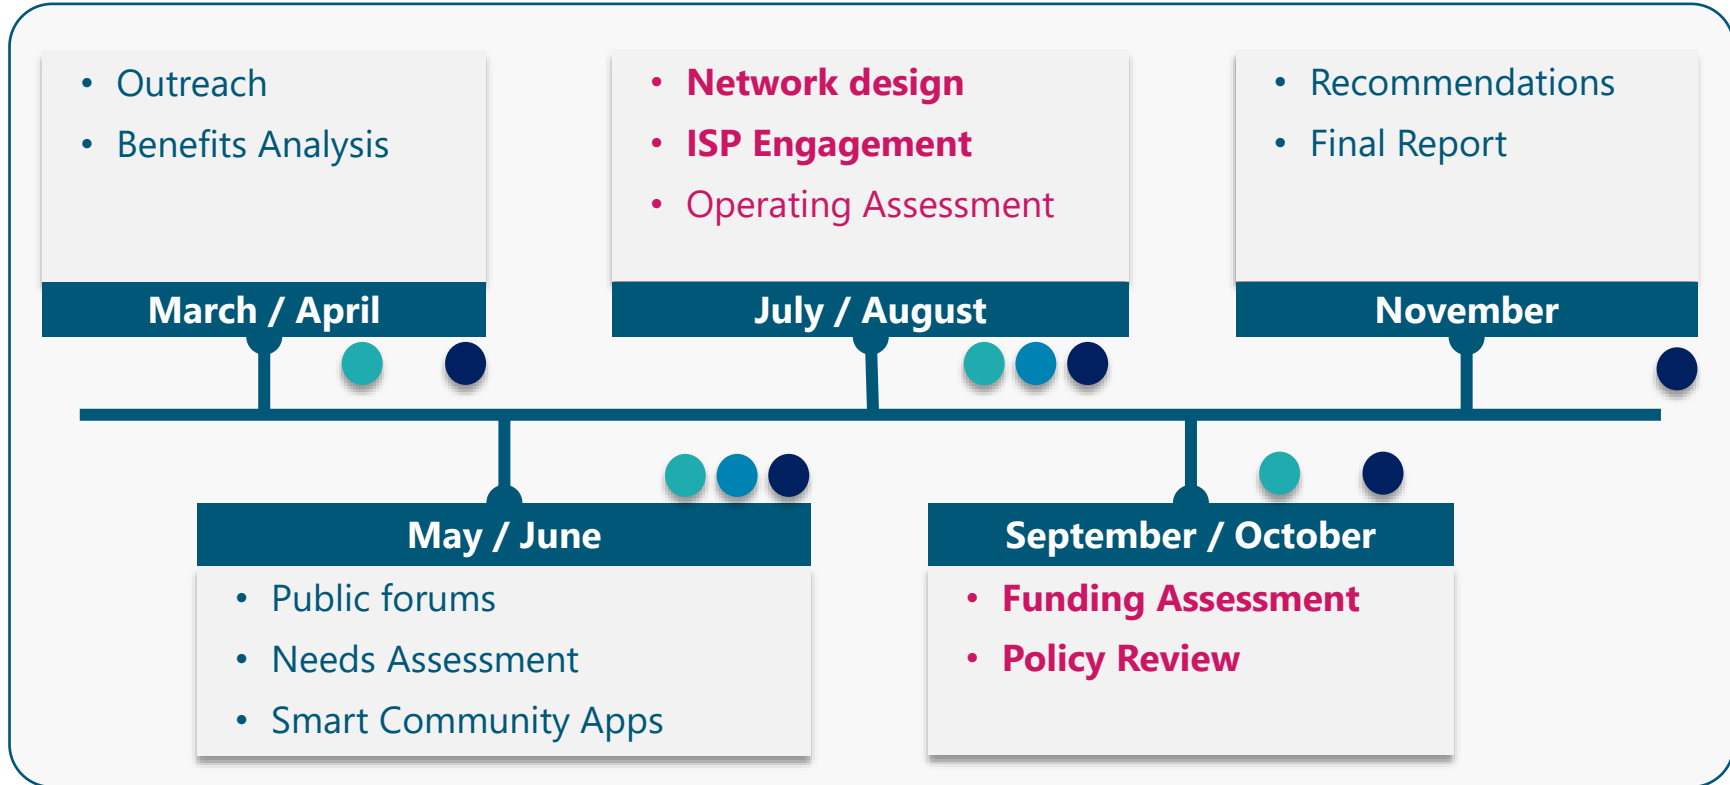 • Outreach
• Benefits Analysis
March / April
• Network design
• ISP Engagement
• Operating Assessment
July / August
• Recommendations
• Final Report
November
May / June
• Public forums
• Needs Assessment
• Smart Community Apps
September / October
• Funding Assessment
• Policy Review